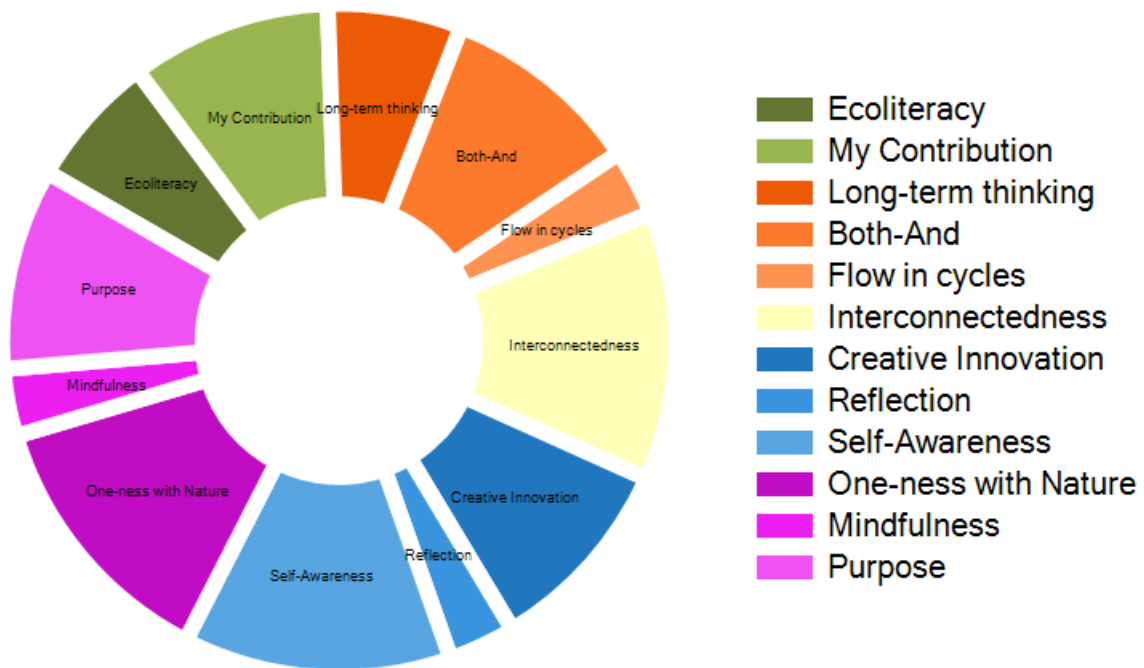 Long-term thinking
My Contribution
Both-And
Ecoliteracy
Flow in cycles
Purpose
Interconnectedness
Mindfulness
One-ness with Nature
Creative Innovation
Reflection
Self-Awareness
Ecoliteracy
My Contribution
Long-term thinking
Both-And
Flow in cycles
Interconnectedness
Creative Innovation
Reflection
Self-Awareness
One-ness with Nature
Mindfulness
Purpose